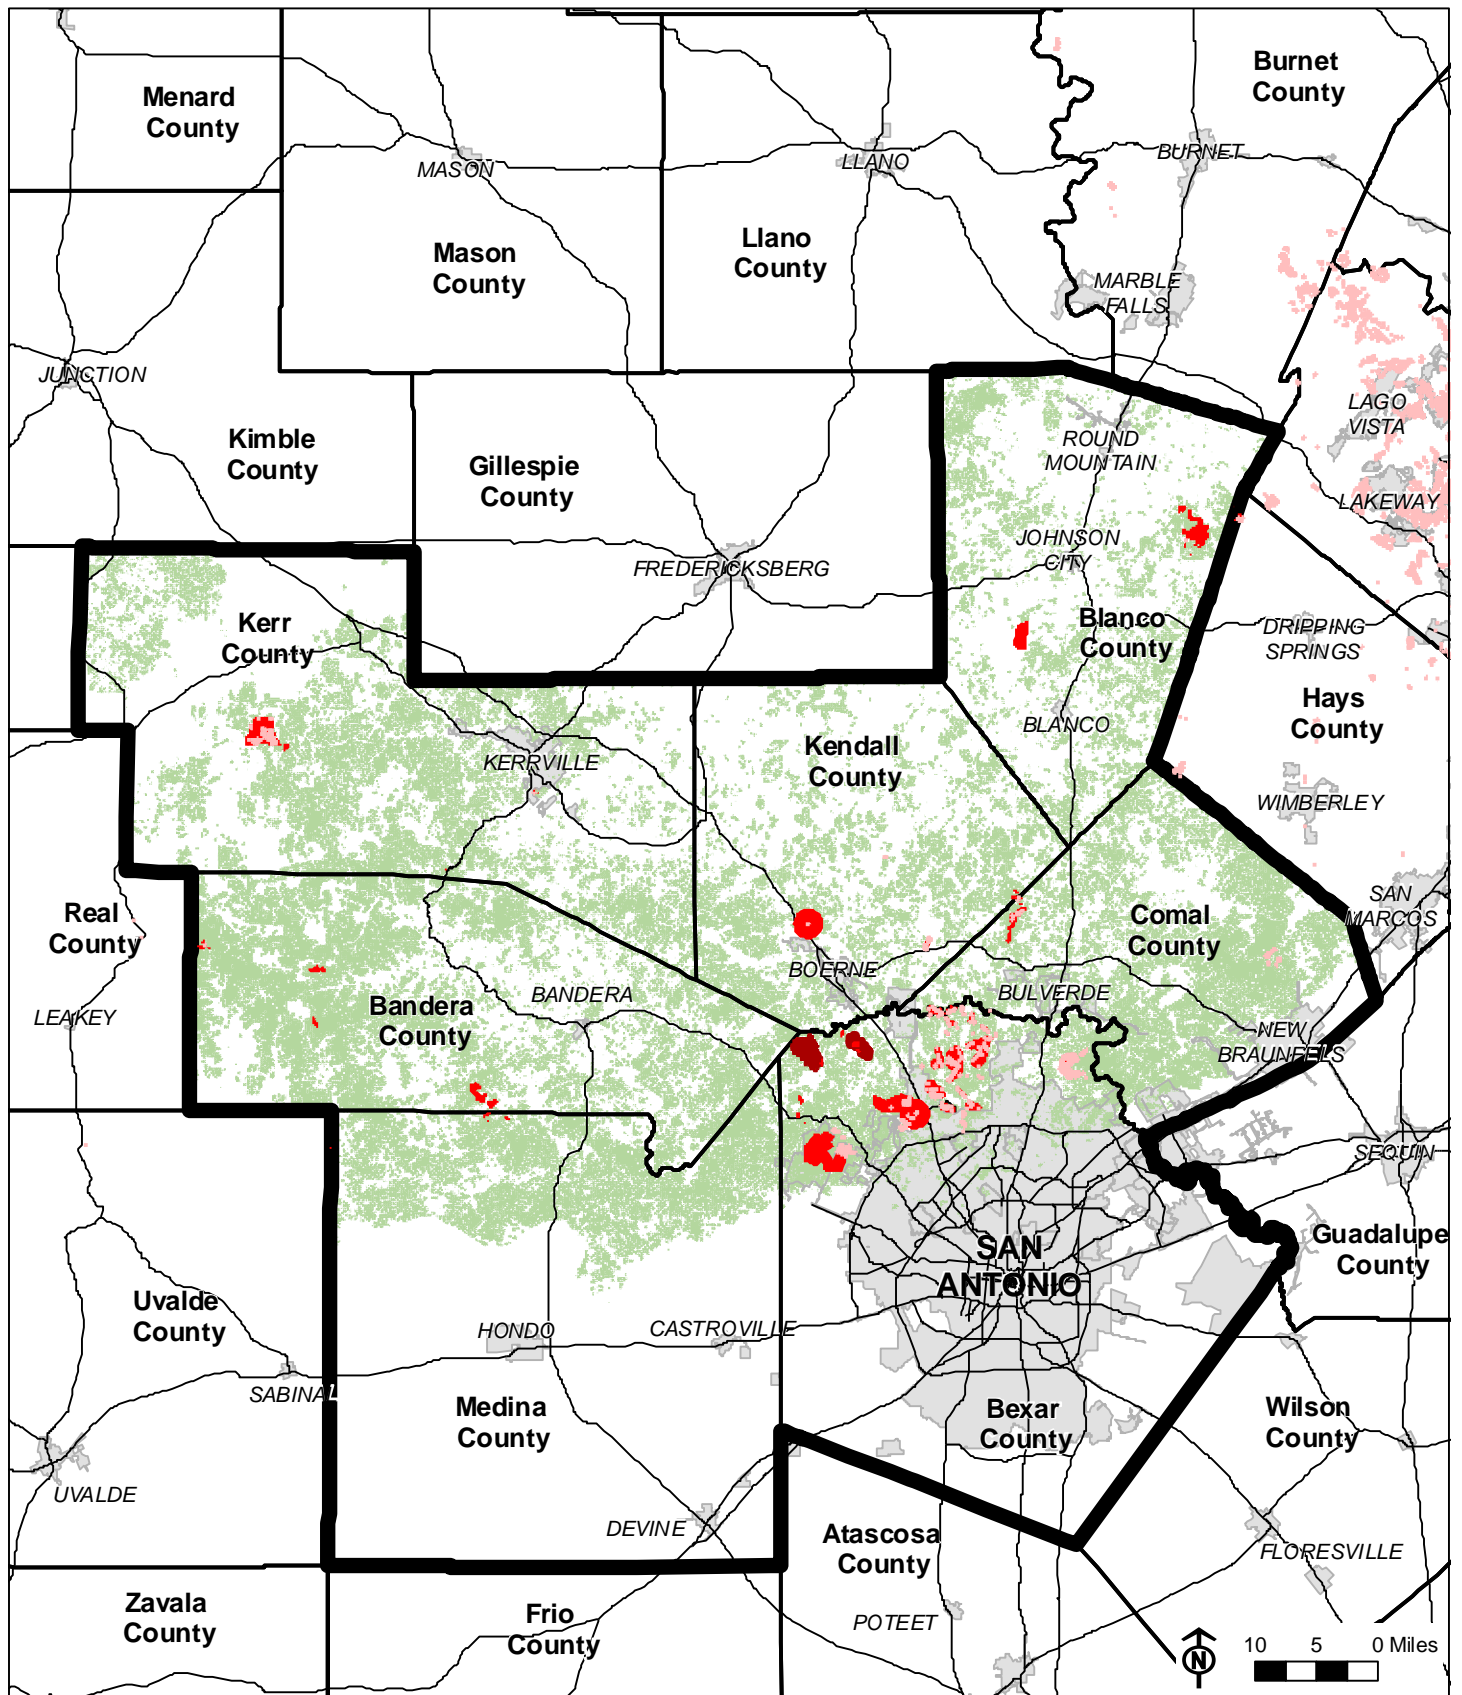 Burnet
County
Menard
County
MASON
LLANO
BURNET
Mason
County
Llano
County
MARBLE
FALLS
JUNCTION
LAGO
VISTA
Kimble
County
Gillespie
County
ROUND
MOUNTAIN
LAKEWAY
JOHNSON
CITY
FREDERICKSBERG
Kerr
County
Blanco
County
DRIPPING
SPRINGS
Hays
County
BLANCO
Kendall
County
KERRVILLE
WIMBERLEY
Real
County
SAN
MARCOS
Comal
County
BOERNE
BANDERA
BULVERDE
Bandera
County
LEAKEY
NEW
BRAUNFELS
SEQUIN
SAN
ANTONIO
Guadalupe
County
Uvalde
County
HONDO
CASTROVILLE
SABINAL
Medina
County
Bexar
County
Wilson
County
UVALDE
DEVINE
Atascosa
County
FLORESVILLE
Zavala
County
Frio
County
POTEET
N
10 5 0 Miles